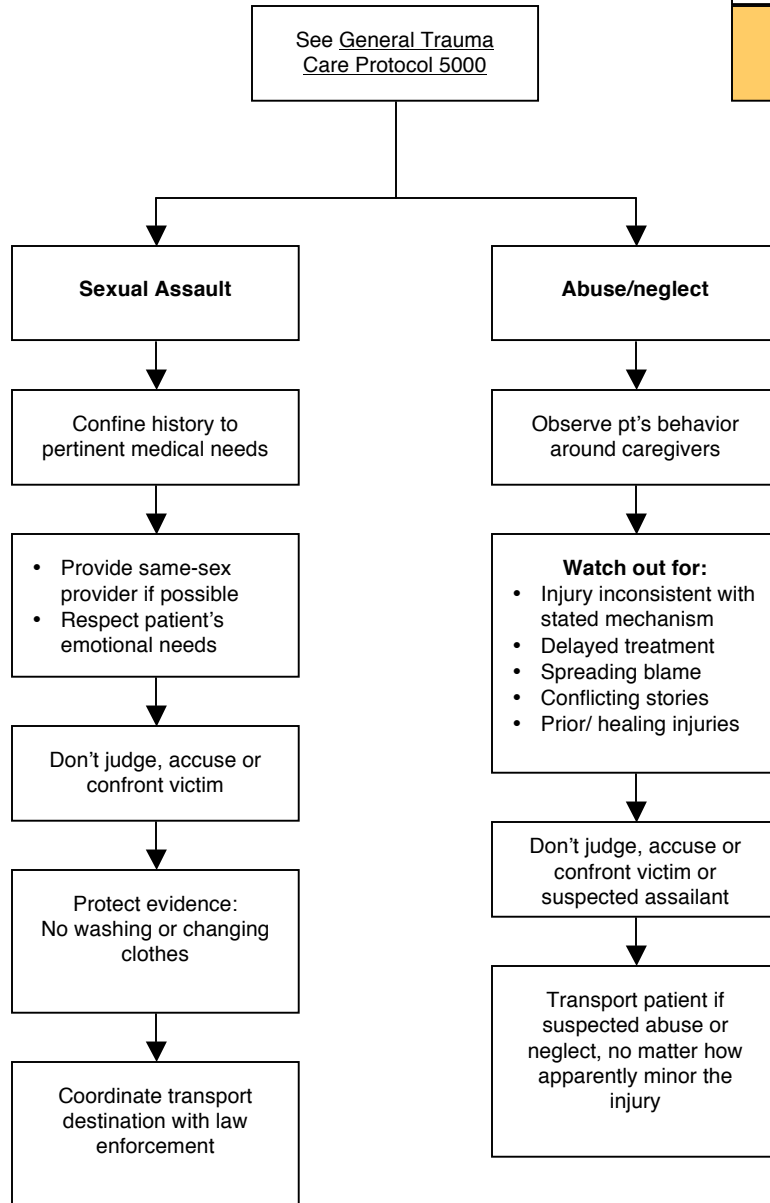 See General Trauma
Care Protocol 5000
Sexual Assault
Confine history to
pertinent medical needs
• Provide same-sex
provider if possible
• Respect patient's
emotional needs
Don't judge, accuse or
confront victim
Protect evidence:
No washing or changing
clothes
Coordinate transport
destination with law
enforcement
Abuse/neglect
Observe pt's behavior
around caregivers
Watch out for:
• Injury inconsistent with
stated mechanism
• Delayed treatment
• Spreading blame
• Conflicting stories
• Prior/ healing injuries
Don't judge, accuse or
confront victim or
suspected assailant
Transport patient if
suspected abuse or
neglect, no matter how
apparently minor the
injury